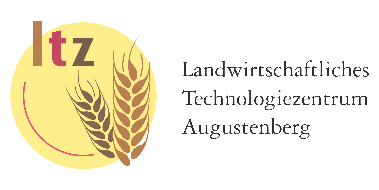 ltz
Landwirtschaftliches
Technologiezentrum
Augustenberg